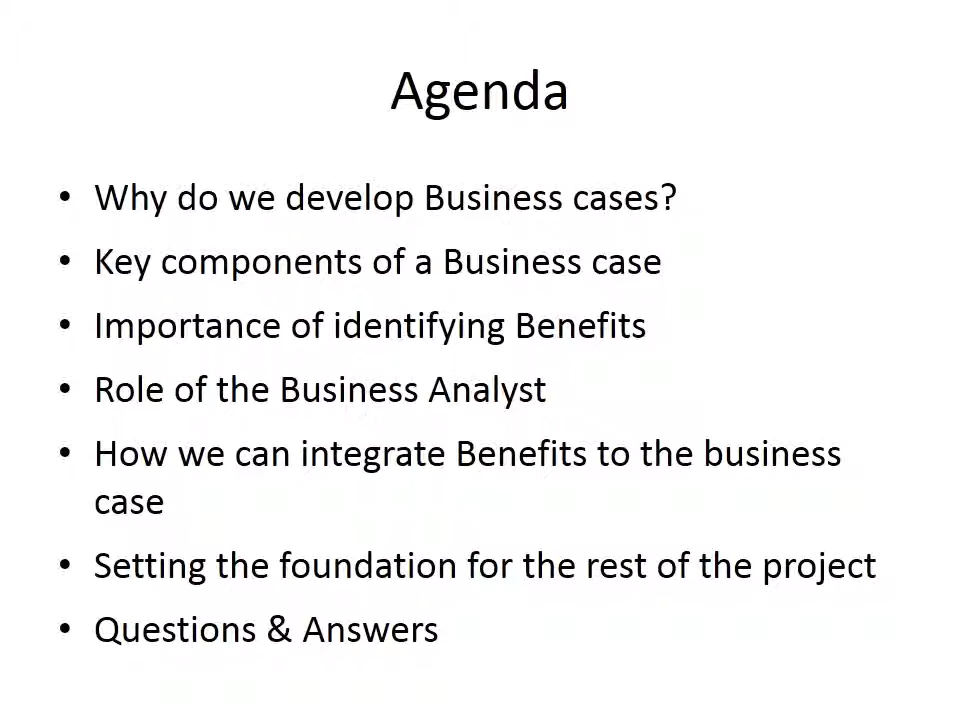 Agenda
• Why do we develop Business cases?
• Key components of a Business case
• Importance of identifying Benefits
• Role of the Business Analyst
• How we can integrate Benefits to the business
case
• Setting the foundation for the rest of the project
• Questions & Answers